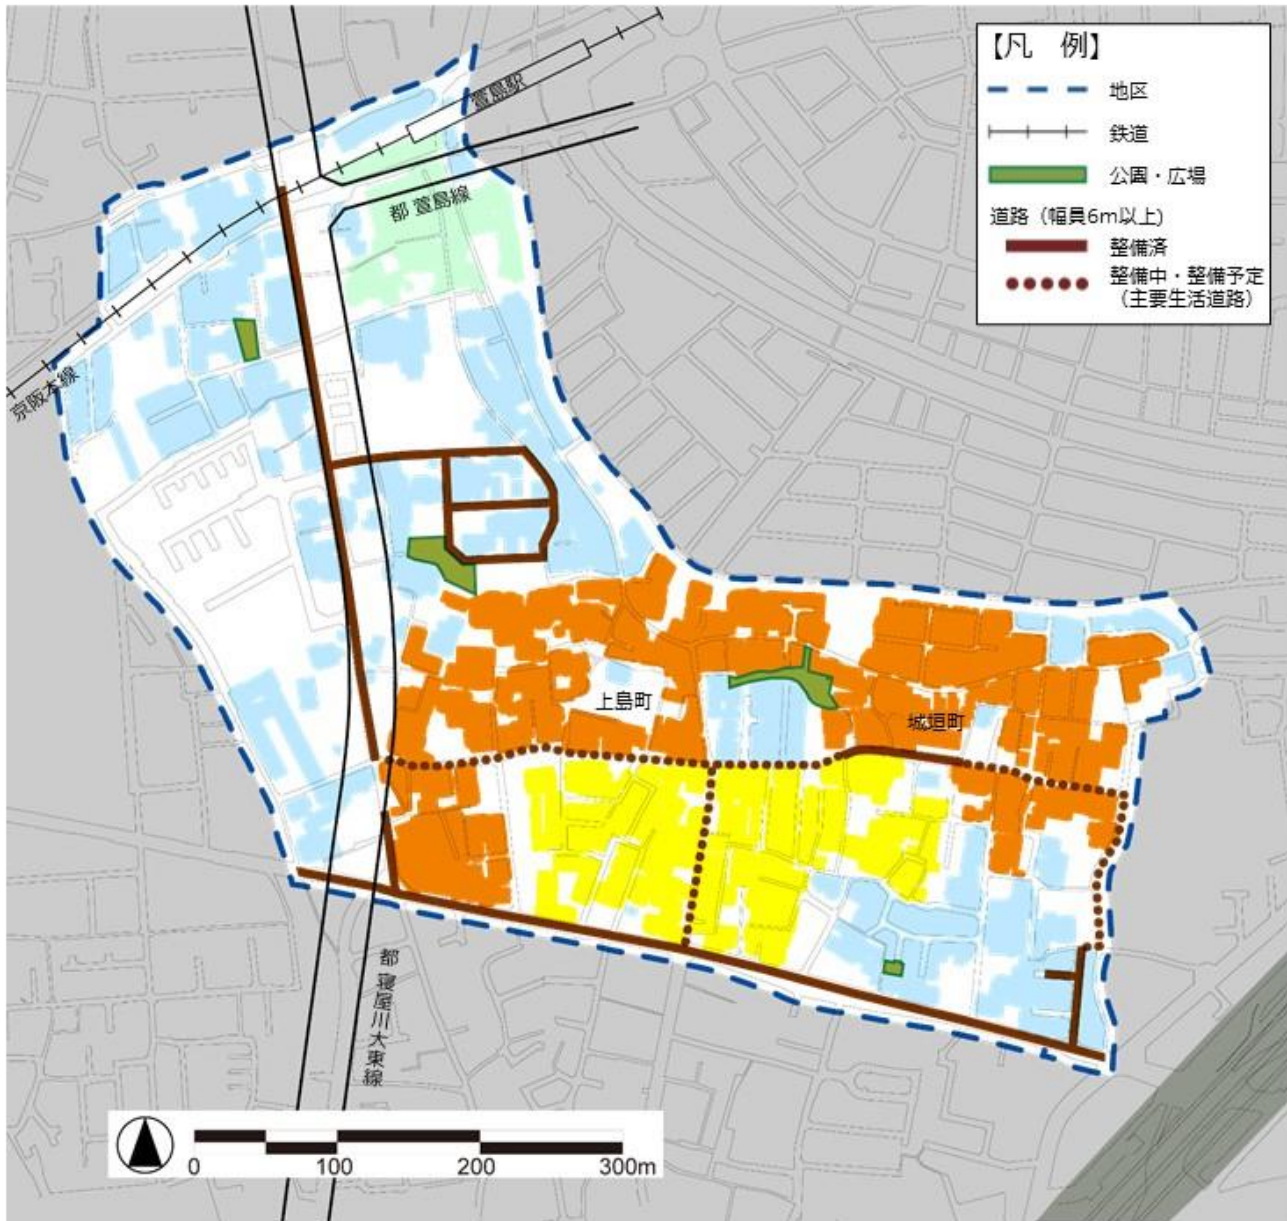 【凡　例】
地区
鉄道
公園・広場
道路（幅員6m以上)
整備済
整備中・整備予定
（主要生活道路）
萱島駅
都 萱島線
京阪本線
上島町
城垣町
都 寝屋川大東線
0 100 200 300m